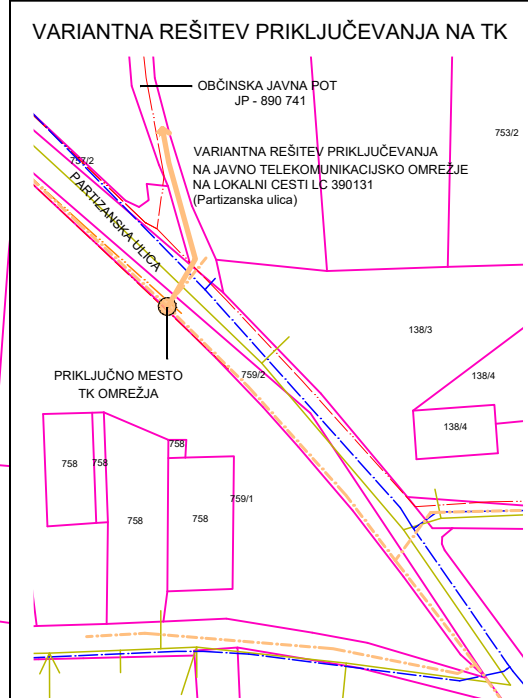 VARIANTNA REŠITEV PRIKLJUČEVANJA NA TK
OBČINSKA JAVNA POT
JP - 890 741
753/2
VARIANTNA REŠITEV PRIKLJUČEVANJA
NA JAVNO TELEKOMUNIKACIJSKO OMREŽJE
NA LOKALNI CESTI LC 390131
(Partizanska ulica)
757/2
PARTIZANSKA ULICA
138/3
PRIKLJUČNO MESTO
TK OMREŽJA
759/2
138/4
138/4
758
758
758
759/1
758
758